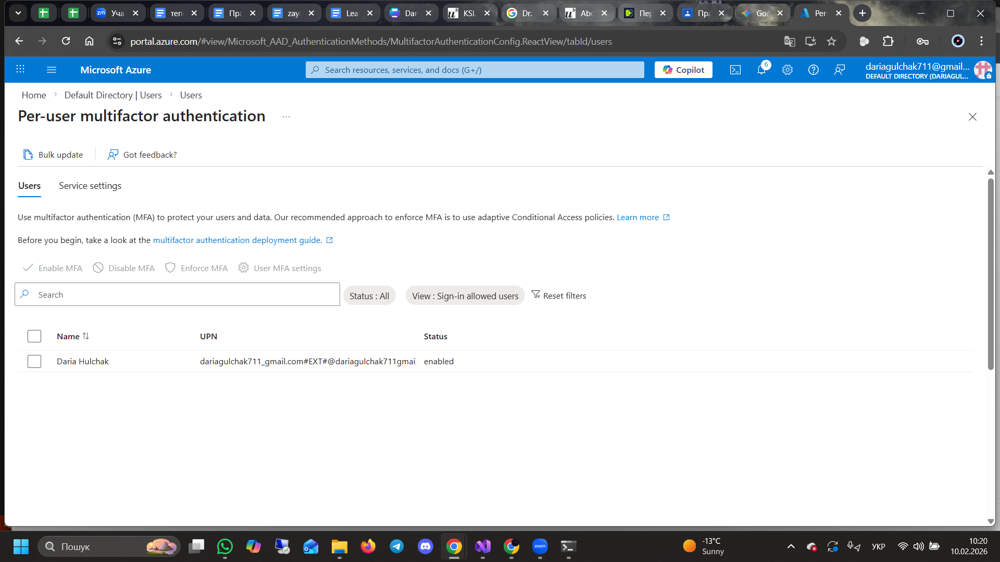 Уча
теп
Пра
zaya
Lea
Dar
KSL
Dr.
Abo
Пер
Пра
Goo
Per-
portal.azure.com/#view/Microsoft_AAD_AuthenticationMethods/MultifactorAuthenticationConfig.ReactView/tabId/users
Microsoft Azure
Search resources, services, and docs (G+/)
Copilot
6
dariagulchak711@gmail...
DEFAULT DIRECTORY (DARIAGUL...
Home > Default Directory | Users > Users
Per-user multifactor authentication ...
Bulk update
Got feedback?
Users
Service settings
Use multifactor authentication (MFA) to protect your users and data. Our recommended approach to enforce MFA is to use adaptive Conditional Access policies. Learn more
Before you begin, take a look at the multifactor authentication deployment guide.
Enable MFA
Disable MFA
Enforce MFA
User MFA settings
Search
Status : All
View : Sign-in allowed users
Reset filters
Name
UPN
Status
Daria Hulchak
dariagulchak711_gmail.com#EXT#@dariagulchak711gmail
enabled
Пошук
zoom
-13°C
Sunny
УКР
10:20
10.02.2026